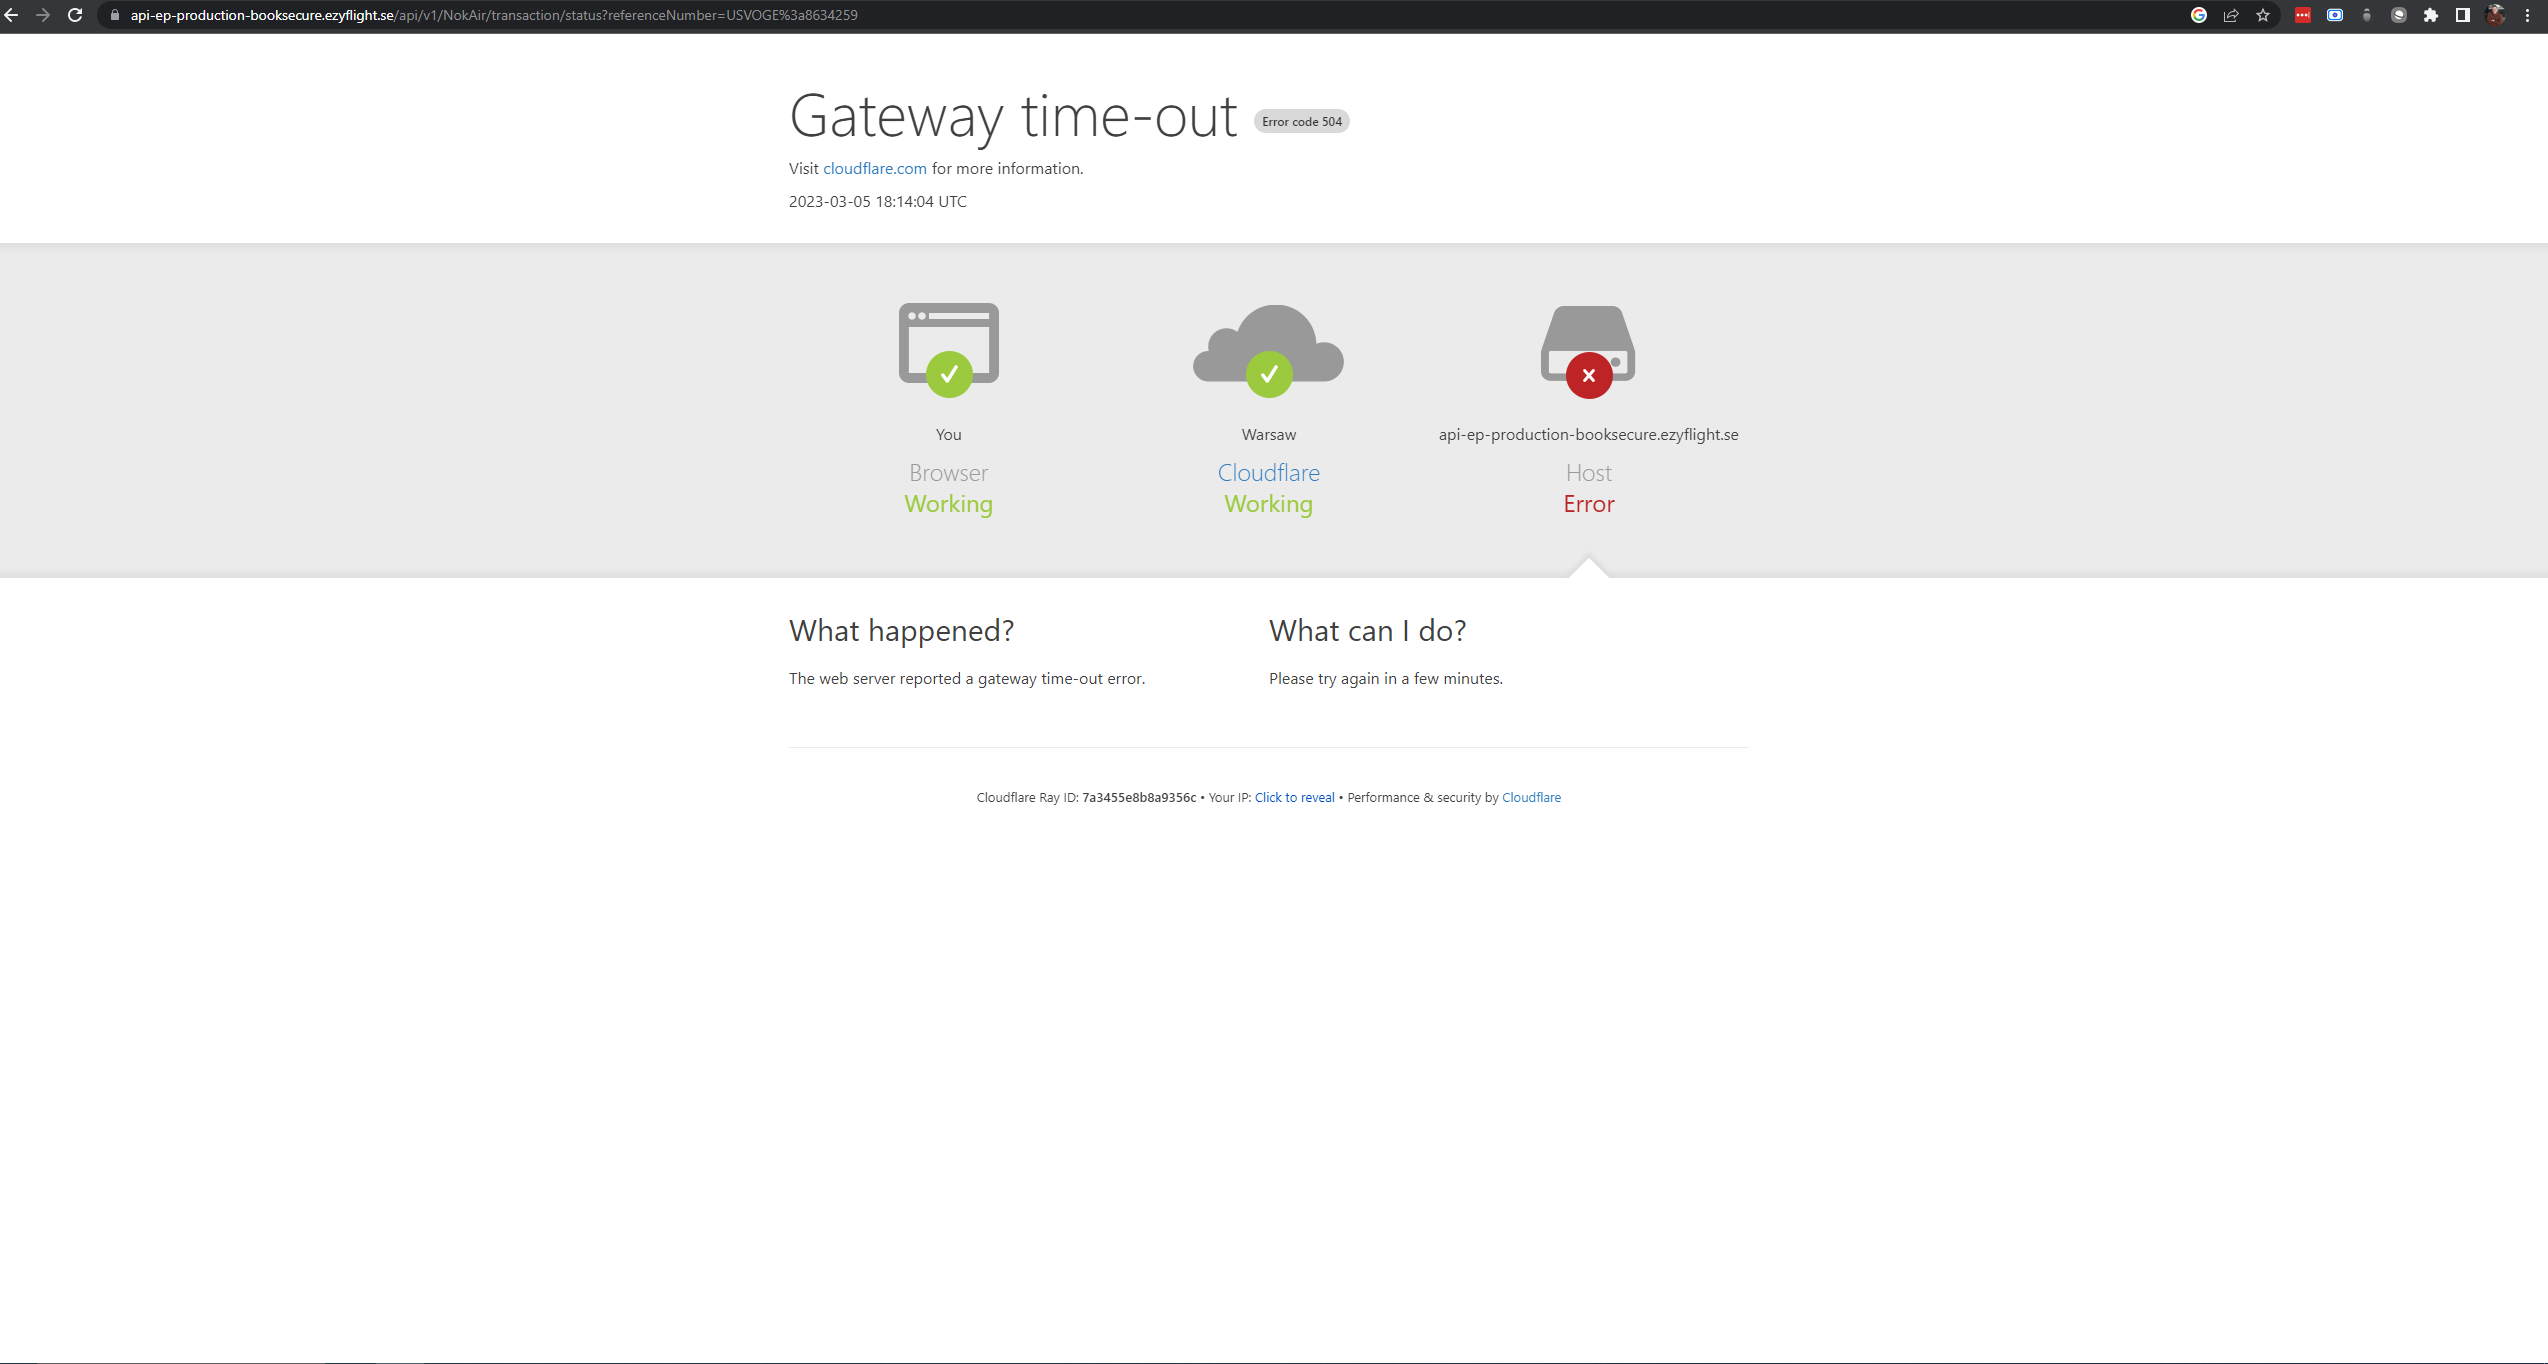 api-ep-production-booksecure.ezyflight.se/api/v1/NokAir/transaction/status?referenceNumber=USVOGE%3a8634259
Gateway time-out Error code 504
Visit cloudflare.com for more information.
2023-03-05 18:14:04 UTC
You
Browser
Working
Warsaw
Cloudflare
Working
api-ep-production-booksecure.ezyflight.se
Host
Error
What happened?
The web server reported a gateway time-out error.
What can I do?
Please try again in a few minutes.
Cloudflare Ray ID: 7a3455e8b8a9356c • Your IP: Click to reveal • Performance & security by Cloudflare